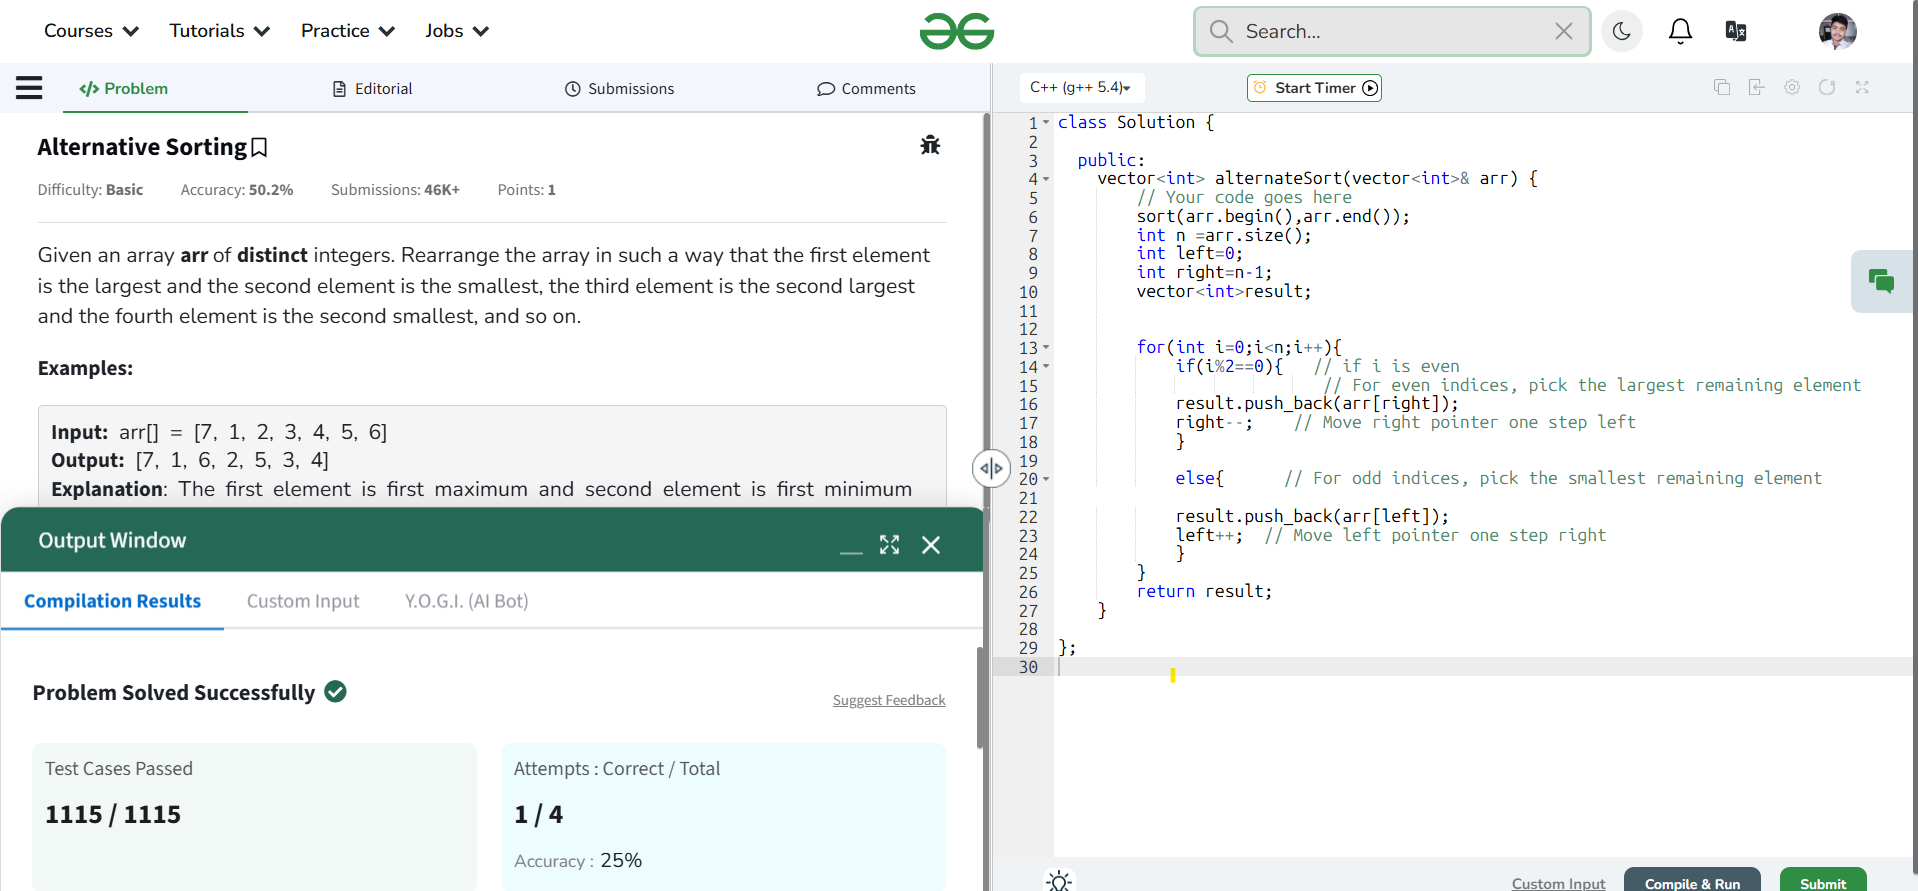 Courses Tutorials Practice Jobs Search...
Problem Editorial Submissions Comments
C++ (g++ 5.4) Start Timer
Alternative Sorting
Difficulty: Basic Accuracy: 50.2% Submissions: 46K+ Points: 1
Given an array arr of distinct integers. Rearrange the array in such a way that the first element
is the largest and the second element is the smallest, the third element is the second largest
and the fourth element is the second smallest, and so on.
Examples:
Input: arr[] = [7, 1, 2, 3, 4, 5, 6]
Output: [7, 1, 6, 2, 5, 3, 4]
Explanation: The first element is first maximum and second element is first minimum
Output Window
Compilation Results Custom Input Y.O.G.I. (AI Bot)
Problem Solved Successfully
Suggest Feedback
Test Cases Passed
1115 / 1115
Attempts : Correct / Total
1 / 4
Accuracy : 25%
1 class Solution {
2
3 public:
4 vector<int> alternateSort(vector<int>& arr) {
5 // Your code goes here
6 sort(arr.begin(),arr.end());
7 int n =arr.size();
8 int left=0;
9 int right=n-1;
10 vector<int>result;
11
12
13 for(int i=0;i<n;i++){
14 if(i%2==0){ // if i is even
15 // For even indices, pick the largest remaining element
16 result.push_back(arr[right]);
17 right--; // Move right pointer one step left
18 }
19
20 else{ // For odd indices, pick the smallest remaining element
21
22 result.push_back(arr[left]);
23 left++; // Move left pointer one step right
24 }
25 }
26 return result;
27 }
28
29 };
30
Custom Input Compile & Run Submit